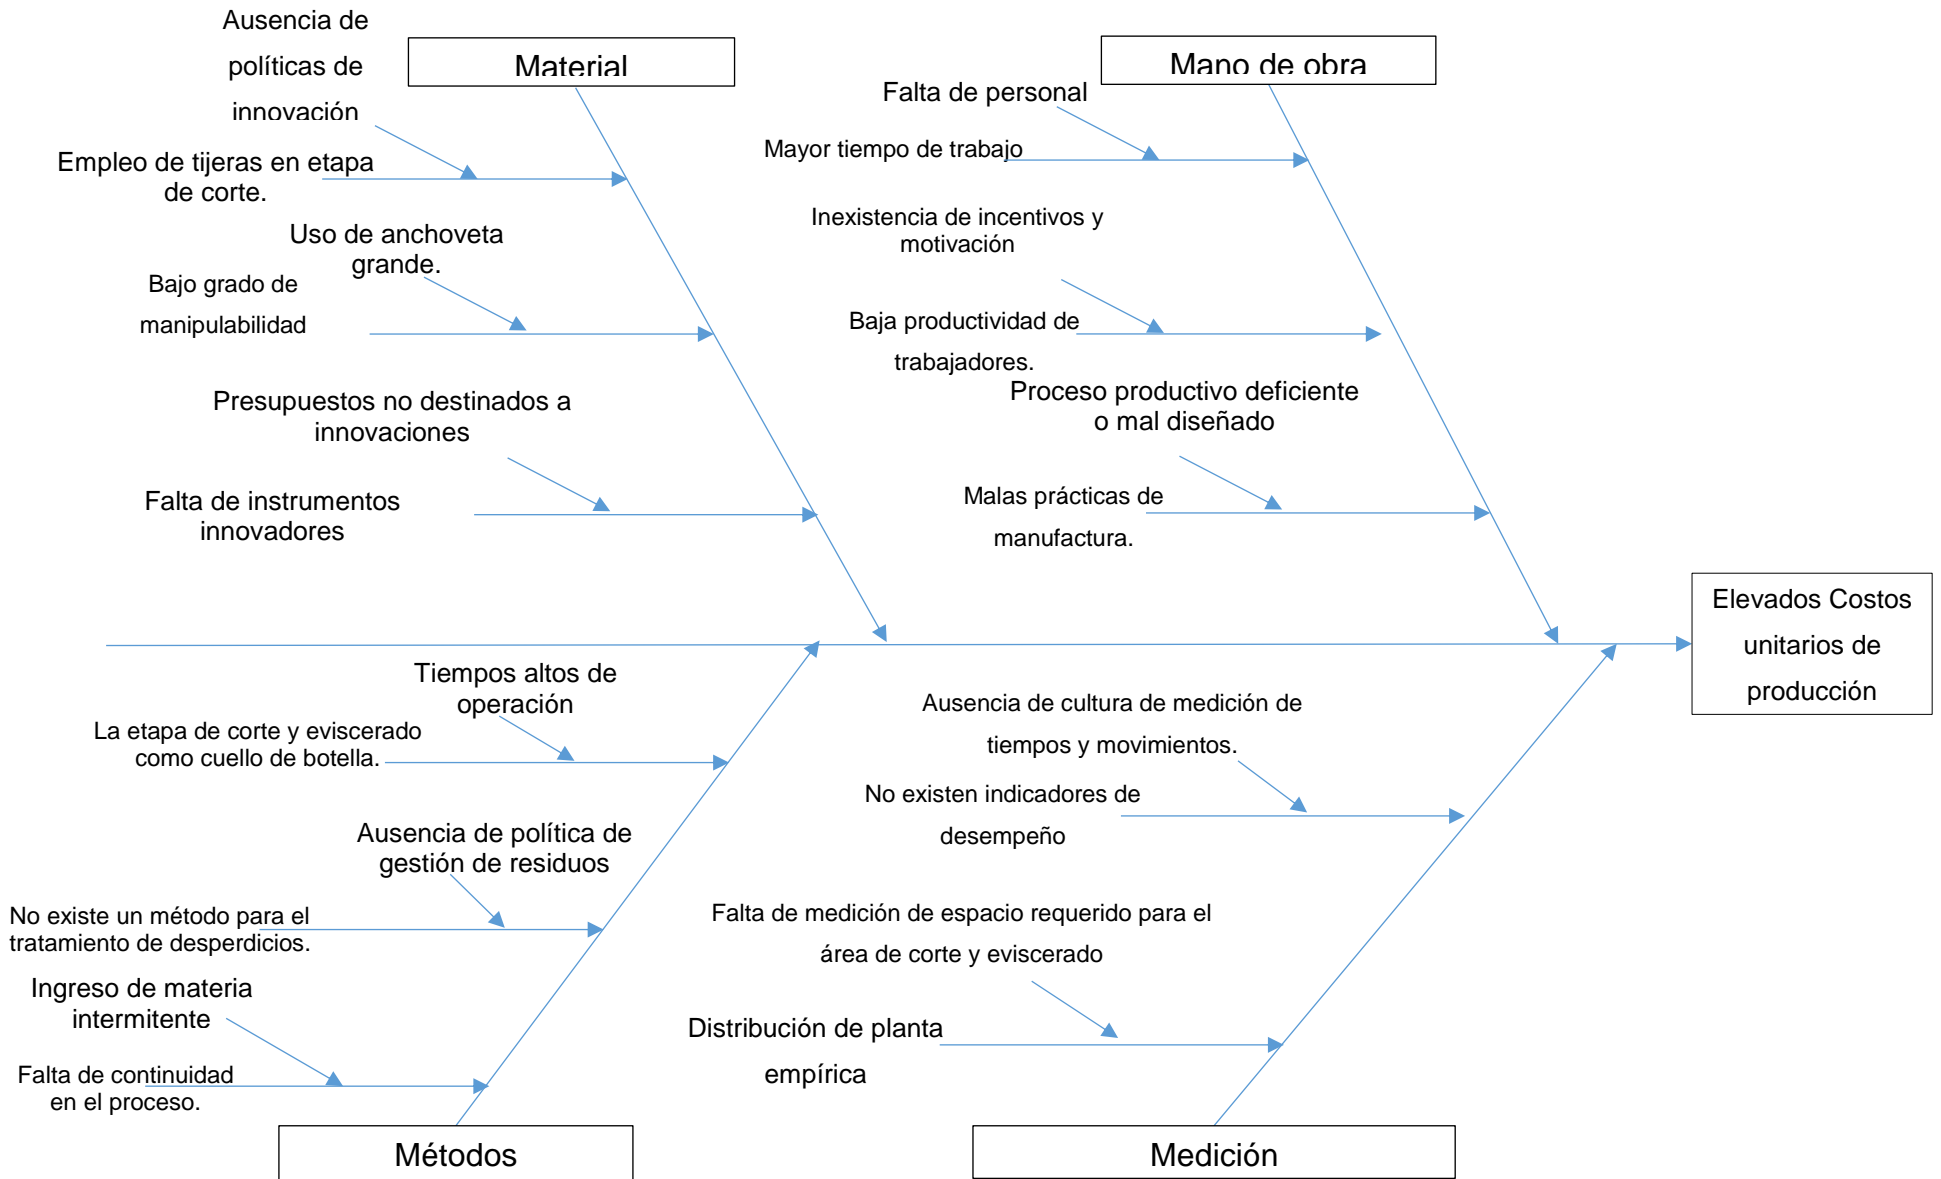 Ausencia de
políticas de
innovación
Material
Empleo de tijeras en etapa
de corte.
Uso de anchoveta
grande.
Bajo grado de
manipulabilidad
Presupuestos no destinados a
innovaciones
Falta de instrumentos
innovadores
Mano de obra
Falta de personal
Mayor tiempo de trabajo
Inexistencia de incentivos y
motivación
Baja productividad de
trabajadores.
Proceso productivo deficiente
o mal diseñado
Malas prácticas de
manufactura.
Elevados Costos
unitarios de
producción
Tiempos altos de
operación
La etapa de corte y eviscerado
como cuello de botella.
Ausencia de política de
gestión de residuos
No existe un método para el
tratamiento de desperdicios.
Ingreso de materia
intermitente
Falta de continuidad
en el proceso.
Métodos
Ausencia de cultura de medición de
tiempos y movimientos.
No existen indicadores de
desempeño
Falta de medición de espacio requerido para el
área de corte y eviscerado
Distribución de planta
empírica
Medición